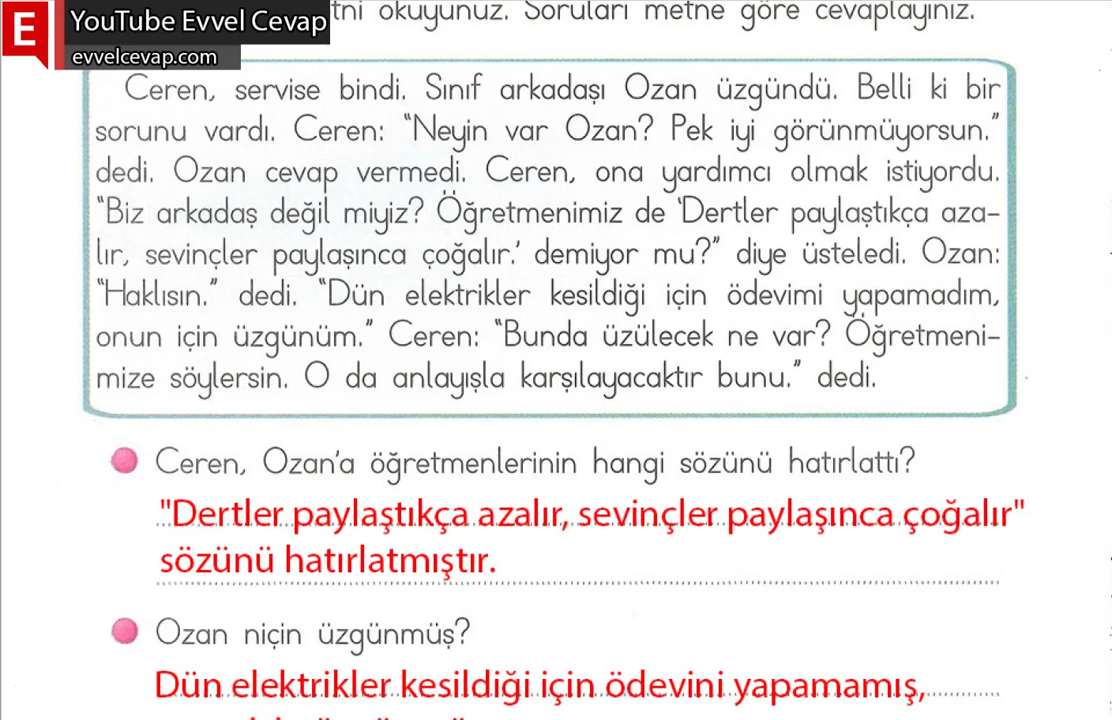 E
YouTube Evvel Cevap
evvelcevap.com
okuyunuz. Soruları metne göre cevaplayınız.
Ceren, servise bindi. Sınıf arkadaşı Ozan üzgündü. Belli ki bir
sorunu vardı. Ceren: “Neyin var Ozan? Pek iyi görünmüyorsun.”
dedi. Ozan cevap vermedi. Ceren, ona yardımcı olmak istiyordu.
“Biz arkadaş değil miyiz? Öğretmenimiz de ‘Dertler paylaştıkça aza-
lır, sevinçler paylaşınca çoğalır.’ demiyor mu?” diye üsteledi. Ozan:
“Haklısın.” dedi. “Dün elektrikler kesildiği için ödevimi yapamadım,
onun için üzgünüm.” Ceren: “Bunda üzülecek ne var? Öğretmeni-
mize söylersin. O da anlayışla karşılayacaktır bunu.” dedi.
Ceren, Ozan’a öğretmenlerinin hangi sözünü hatırlattı?
"Dertler paylaştıkça azalır, sevinçler paylaşınca çoğalır"
sözünü hatırlatmıştır.
Ozan niçin üzgünmüş?
Dün elektrikler kesildiği için ödevini yapamamış,